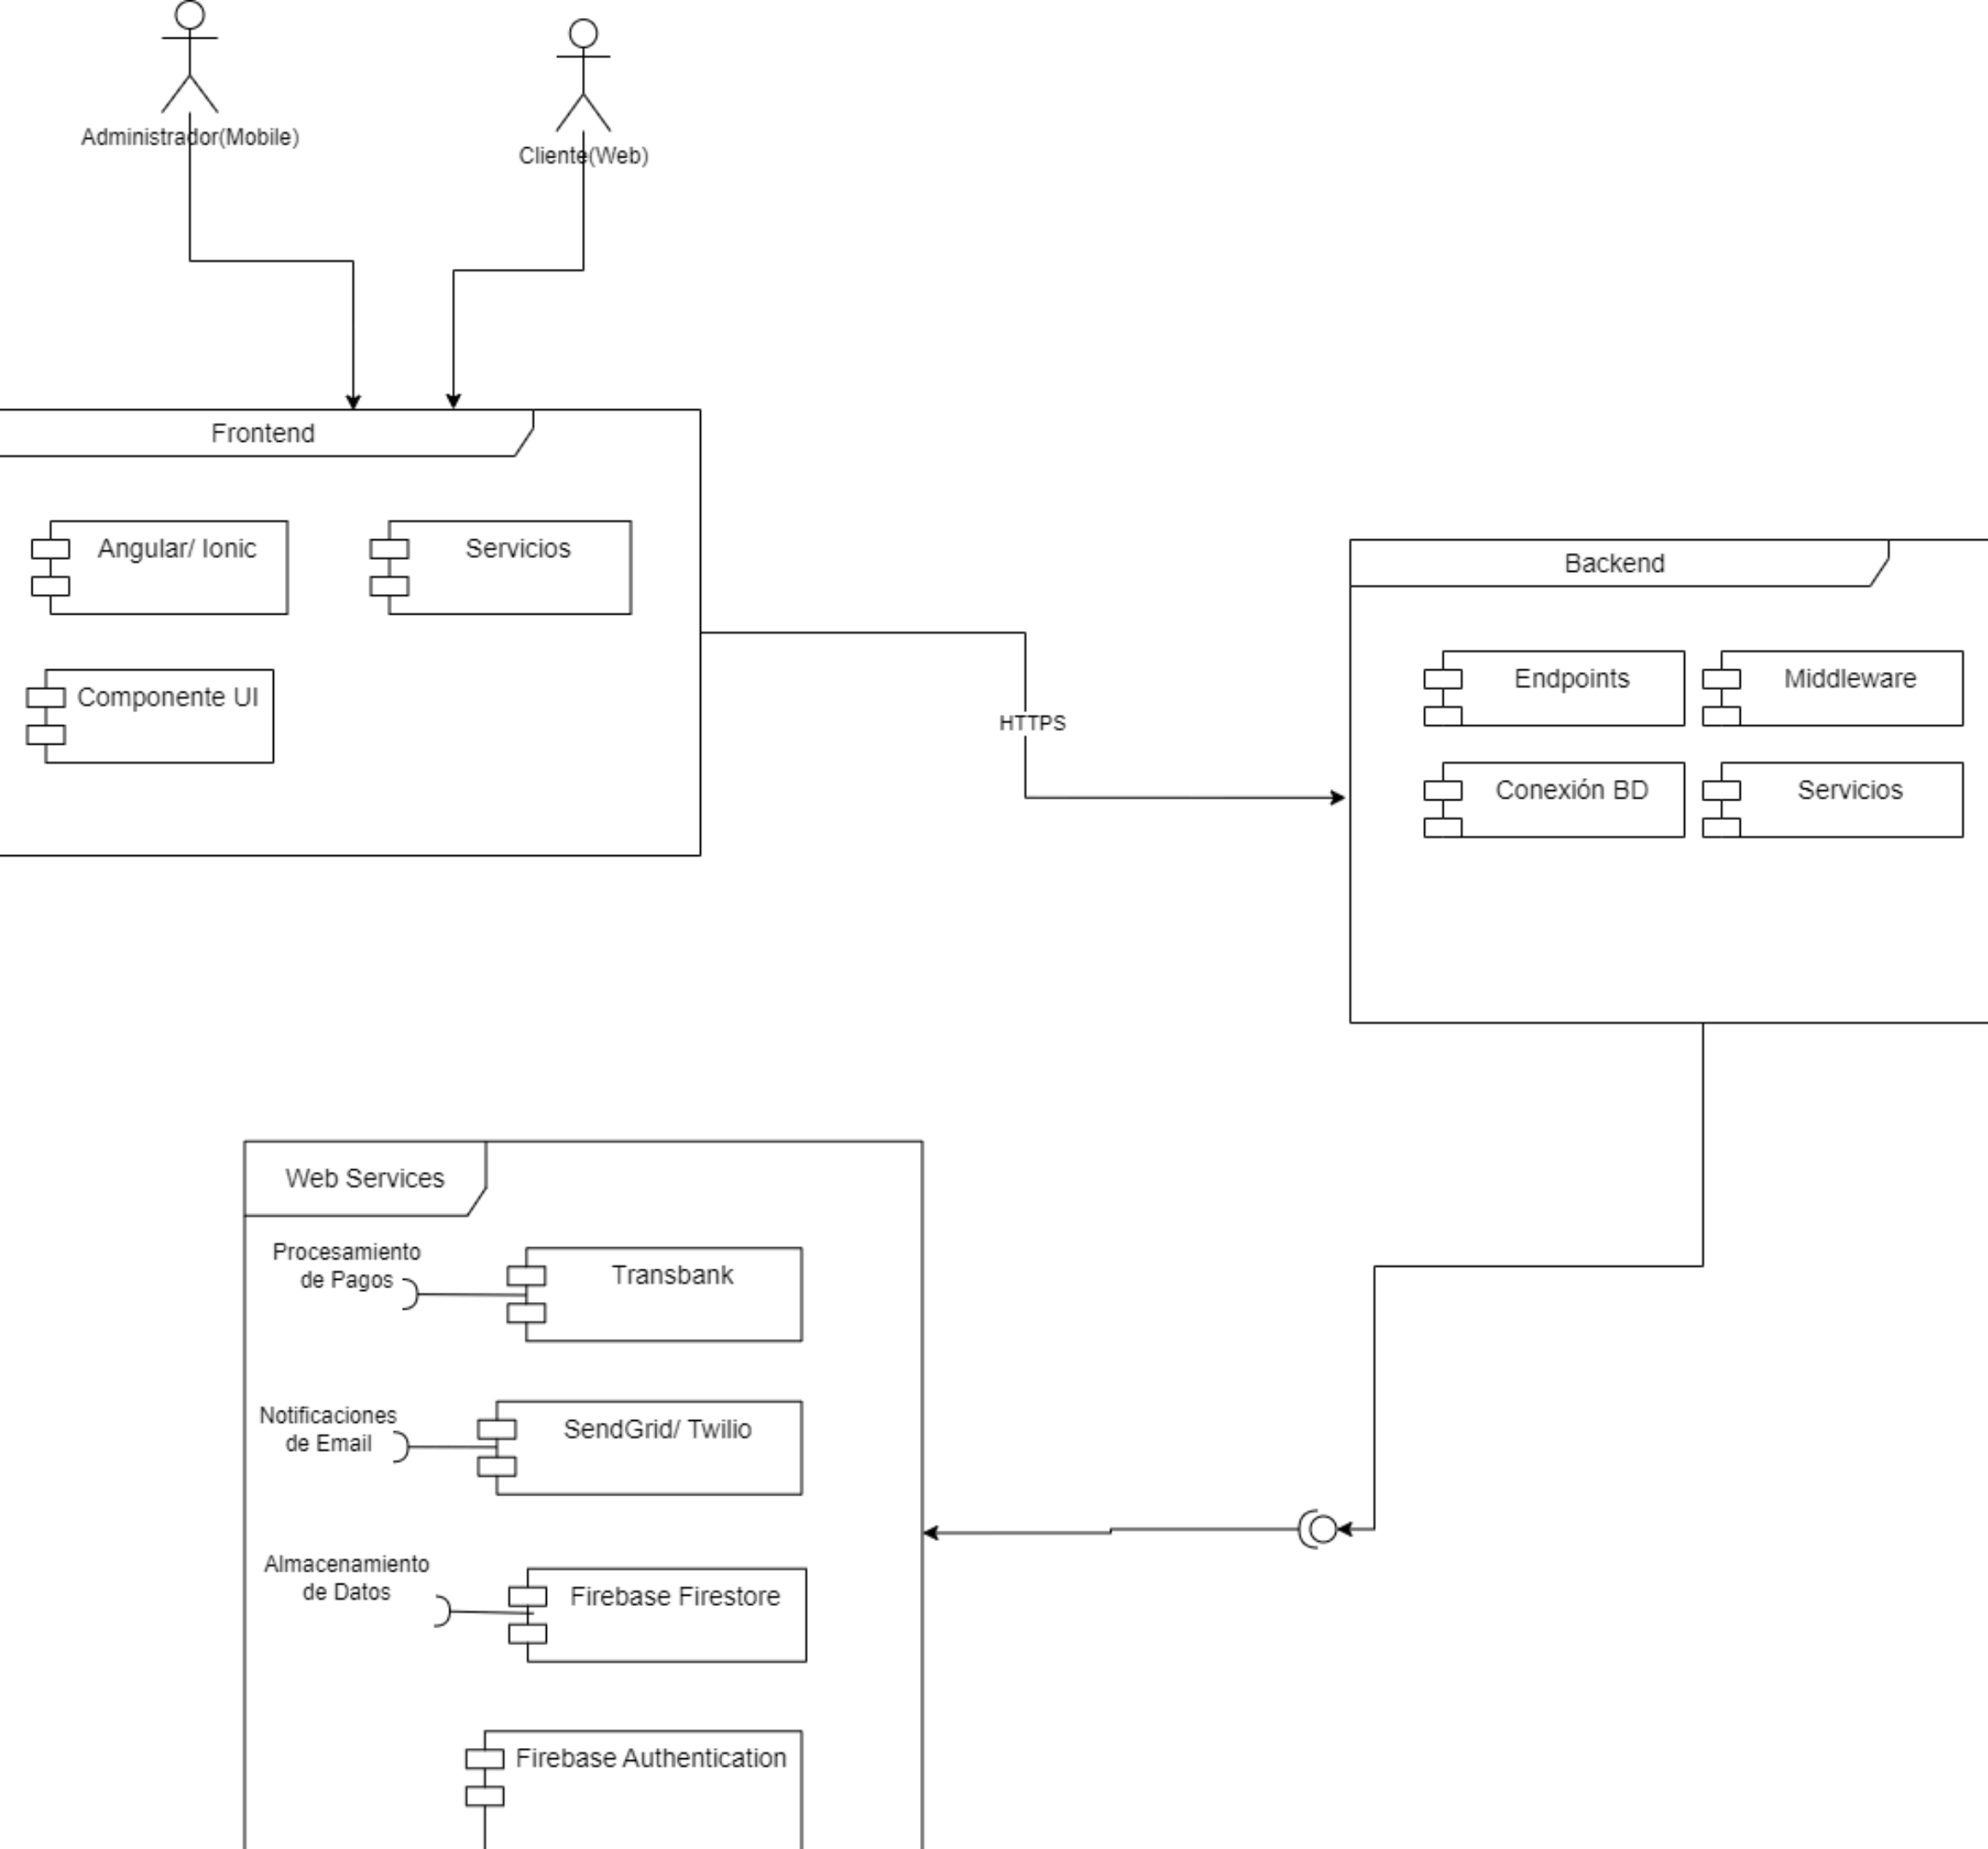 Administrador(Mobile)
Cliente(Web)
Frontend
Angular/ Ionic
Servicios
Componente UI
HTTPS
Backend
Endpoints
Middleware
Conexión BD
Servicios
Web Services
Procesamiento
de Pagos
Transbank
Notificaciones
de Email
SendGrid/ Twilio
Almacenamiento
de Datos
Firebase Firestore
Firebase Authentication